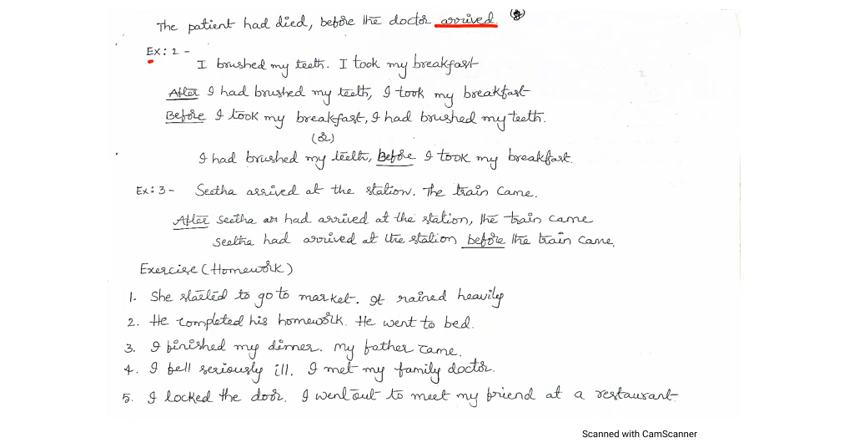 The patient had died, before the doctor arrived. (or)
Ex: 2 -
I brushed my teeth. I took my breakfast
After I had brushed my teeth, I took my breakfast
Before I took my breakfast, I had brushed my teeth.
(or)
I had brushed my teeth, Before I took my breakfast.
Ex: 3 - Seetha arrived at the station. The train came.
After seetha had arrived at the station, the train came
Seetha had arrived at the station before the train came.
Exercise (Homework)
1. She started to go to market. It rained heavily
2. He completed his homework. He went to bed.
3. I finished my dinner. My father came.
4. I fell seriously ill. I met my family doctor.
5. I locked the door. I went out to meet my friend at a restaurant.
Scanned with CamScanner